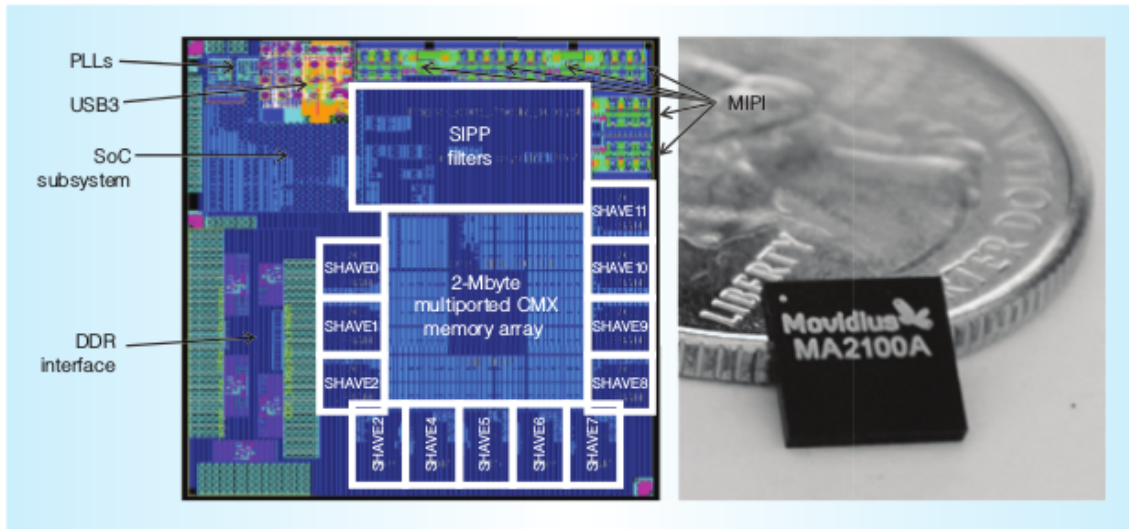 PLLs
USB3
SoC
subsystem
DDR
interface
MIPI
SIPP
filters
SHAVE11
SHAVE10
SHAVE9
SHAVE8
SHAVE0
SHAVE1
SHAVE2
2-Mbyte
multiported CMX
memory array
SHAVE2
SHAVE4
SHAVE5
SHAVE6
SHAVE7
LIBERTY
Movidius
MA2100A